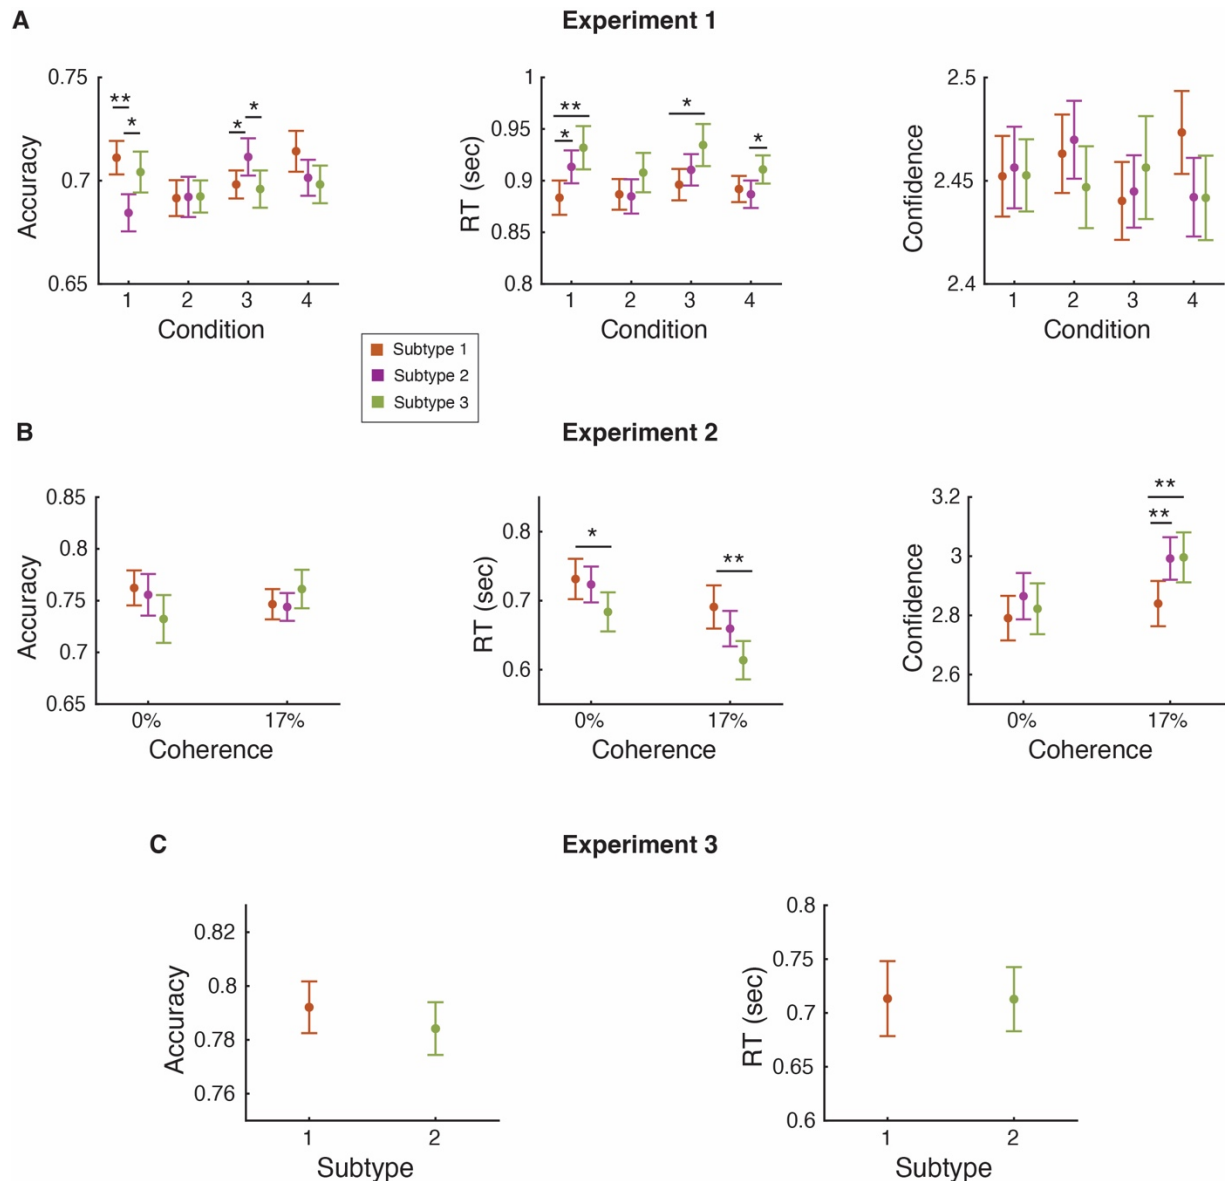 A
Experiment 1
0.75
0.7
0.65
Accuracy
** * * *
1 2 3 4
Condition
1
0.95
0.9
0.85
0.8
RT (sec)
** * * *
1 2 3 4
Condition
2.5
2.45
2.4
Confidence
1 2 3 4
Condition
Subtype 1
Subtype 2
Subtype 3
B
Experiment 2
0.85
0.8
0.75
0.7
0.65
Accuracy
0% 17%
Coherence
0.8
0.7
0.6
RT (sec)
* **
0% 17%
Coherence
3.2
3
2.8
2.6
Confidence
**
**
0% 17%
Coherence
C
Experiment 3
0.82
0.8
0.78
0.76
Accuracy
1 2
Subtype
0.8
0.75
0.7
0.65
0.6
RT (sec)
1 2
Subtype